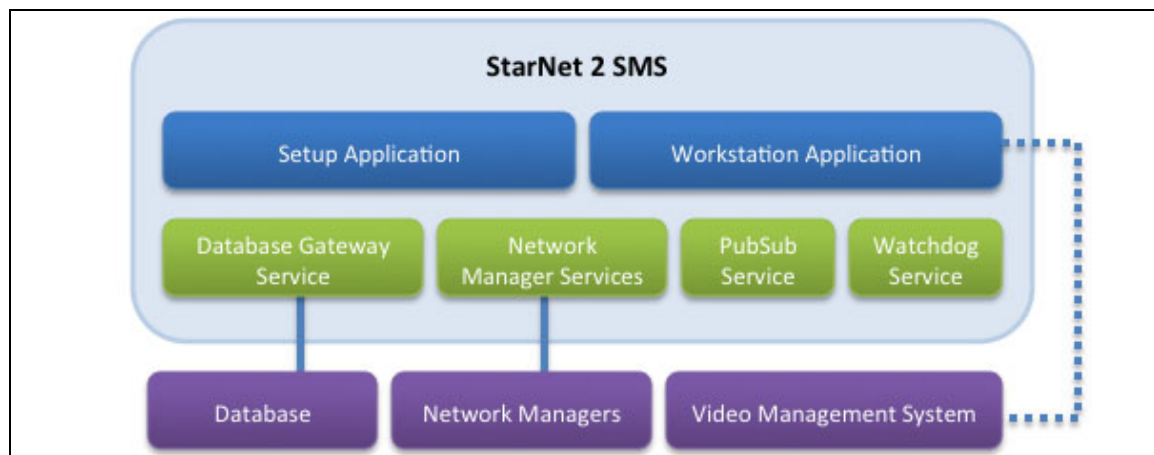 StarNet 2 SMS
Setup Application
Workstation Application
Database Gateway
Service
Network
Manager Services
PubSub
Service
Watchdog
Service
Database
Network Managers
Video Management System